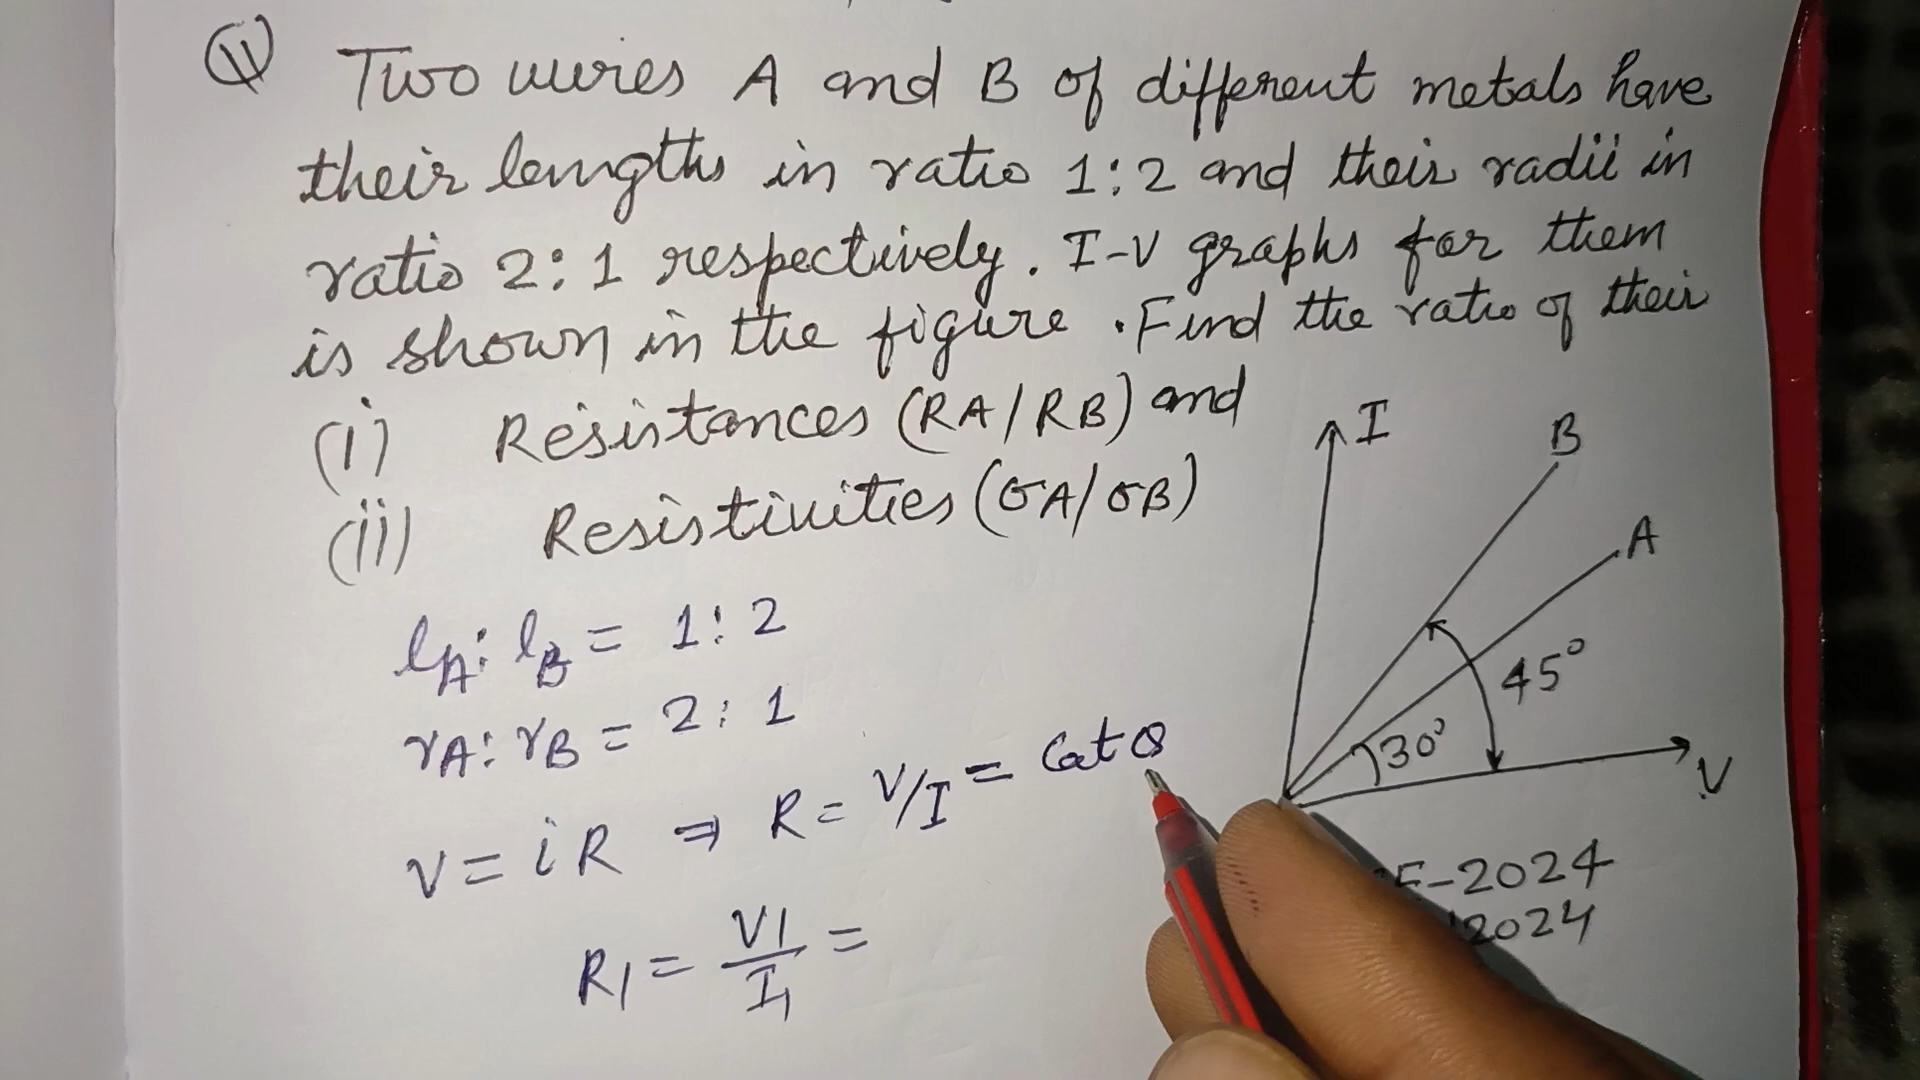 11 Two wires A and B of different metals have
their lengths in ratio 1:2 and their radii in
ratio 2:1 respectively. I-V graphs for them
is shown in the figure. Find the ratio of their
(i) Resistances (RA/RB) and
(ii) Resistivities (σA/σB)
I
B
A
45°
30°
V
lA : lB = 1:2
rA : rB = 2:1
V = iR ⇒ R = V/I = Cot θ
R1 = V1/I1 =
-2024
2024